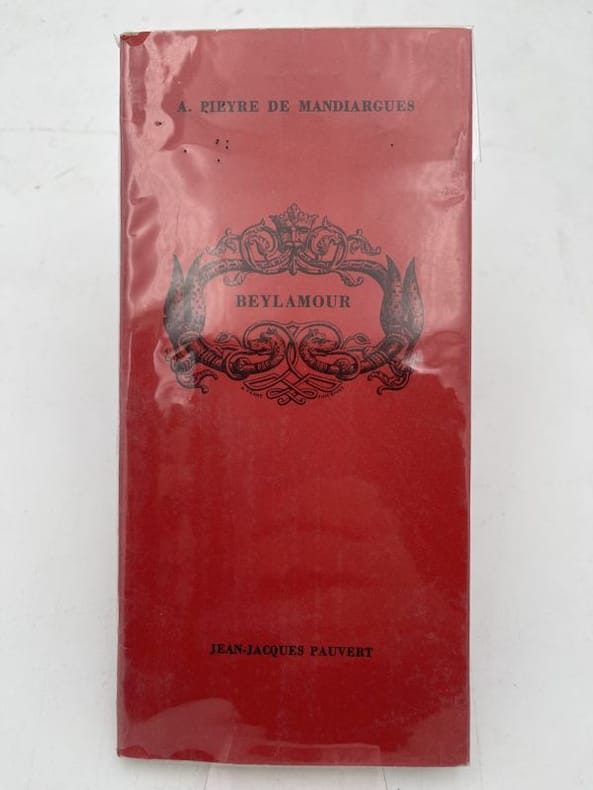 A. PIEYRE DE MANDIARGUES
BEYLAMOUR
JEAN-JACQUES PAUVERT